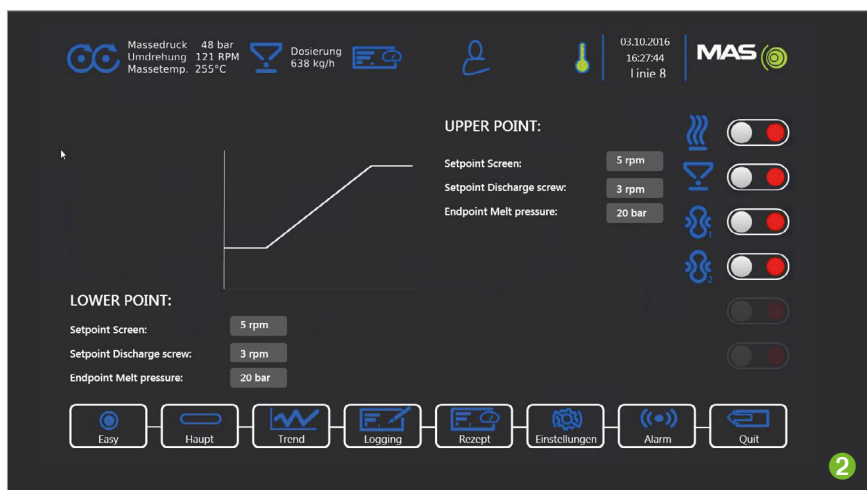 Massedruck 48 bar
Umdrehung 121 RPM
Massetemp. 255°C
Dosierung
638 kg/h
03.10.2016
16:27:44
Linie 8
MAS
UPPER POINT:
Setpoint Screen: 5 rpm
Setpoint Discharge screw: 3 rpm
Endpoint Melt pressure: 20 bar
1
2
LOWER POINT:
Setpoint Screen: 5 rpm
Setpoint Discharge screw: 3 rpm
Endpoint Melt pressure: 20 bar
Easy Haupt Trend Logging Rezept Einstellungen Alarm Quit
2